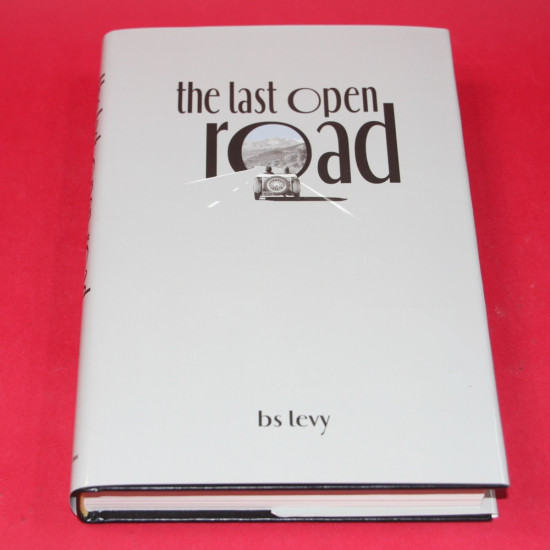 the last open
road
bs levy